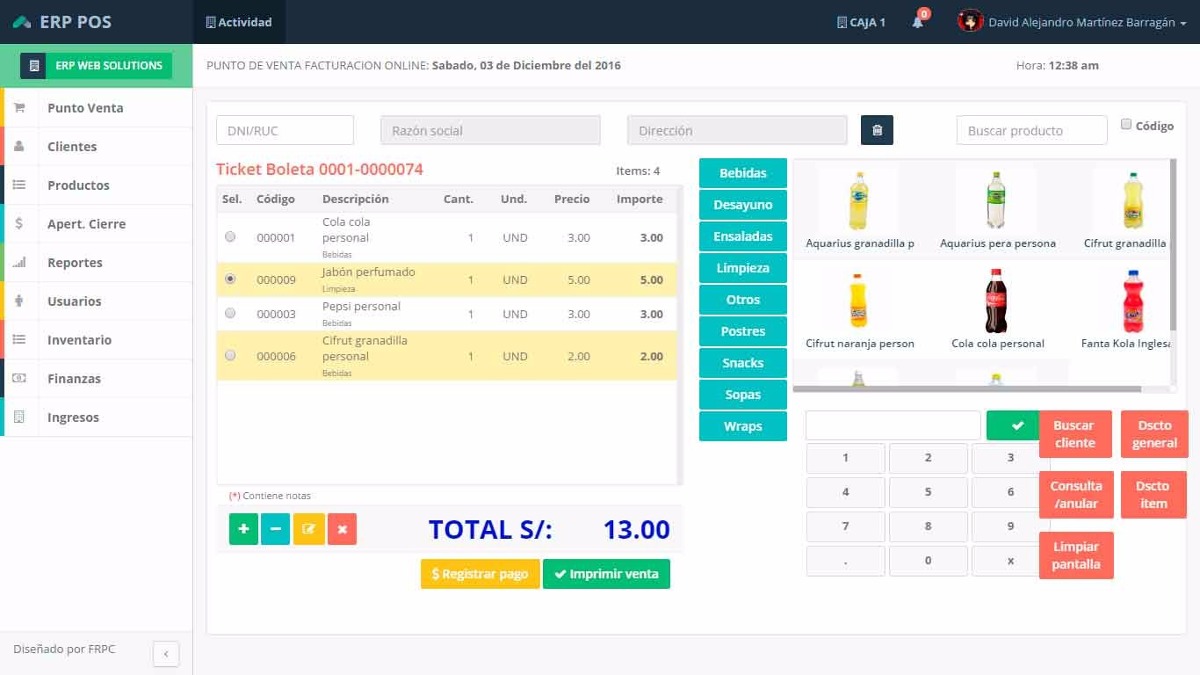 ERP POS
Actividad
CAJA 1
0
David Alejandro Martínez Barragán
ERP WEB SOLUTIONS
PUNTO DE VENTA FACTURACION ONLINE: Sabado, 03 de Diciembre del 2016
Hora: 12:38 am
Punto Venta
Clientes
Productos
Apert. Cierre
Reportes
Usuarios
Inventario
Finanzas
Ingresos
Diseñado por FRPC
DNI/RUC
Razón social
Dirección
Buscar producto
Código
Ticket Boleta 0001-0000074
Items: 4
Sel. Código Descripción Cant. Und. Precio Importe
000001 Cola cola personal 1 UND 3.00 3.00
Bebidas
000009 Jabón perfumado 1 UND 5.00 5.00
Limpieza
000003 Pepsi personal 1 UND 3.00 3.00
Bebidas
000006 Cifrut granadilla personal 1 UND 2.00 2.00
Bebidas
(*) Contiene notas
TOTAL S/: 13.00
$ Registrar pago
Imprimir venta
Bebidas
Desayuno
Ensaladas
Limpieza
Otros
Postres
Snacks
Sopas
Wraps
Aquarius granadilla p
Aquarius pera persona
Cifrut granadilla
Cifrut naranja person
Cola cola personal
Fanta Kola Inglesa
1 2 3
4 5 6
7 8 9
. 0 x
Buscar cliente
Dscto general
Consulta /anular
Dscto item
Limpiar pantalla